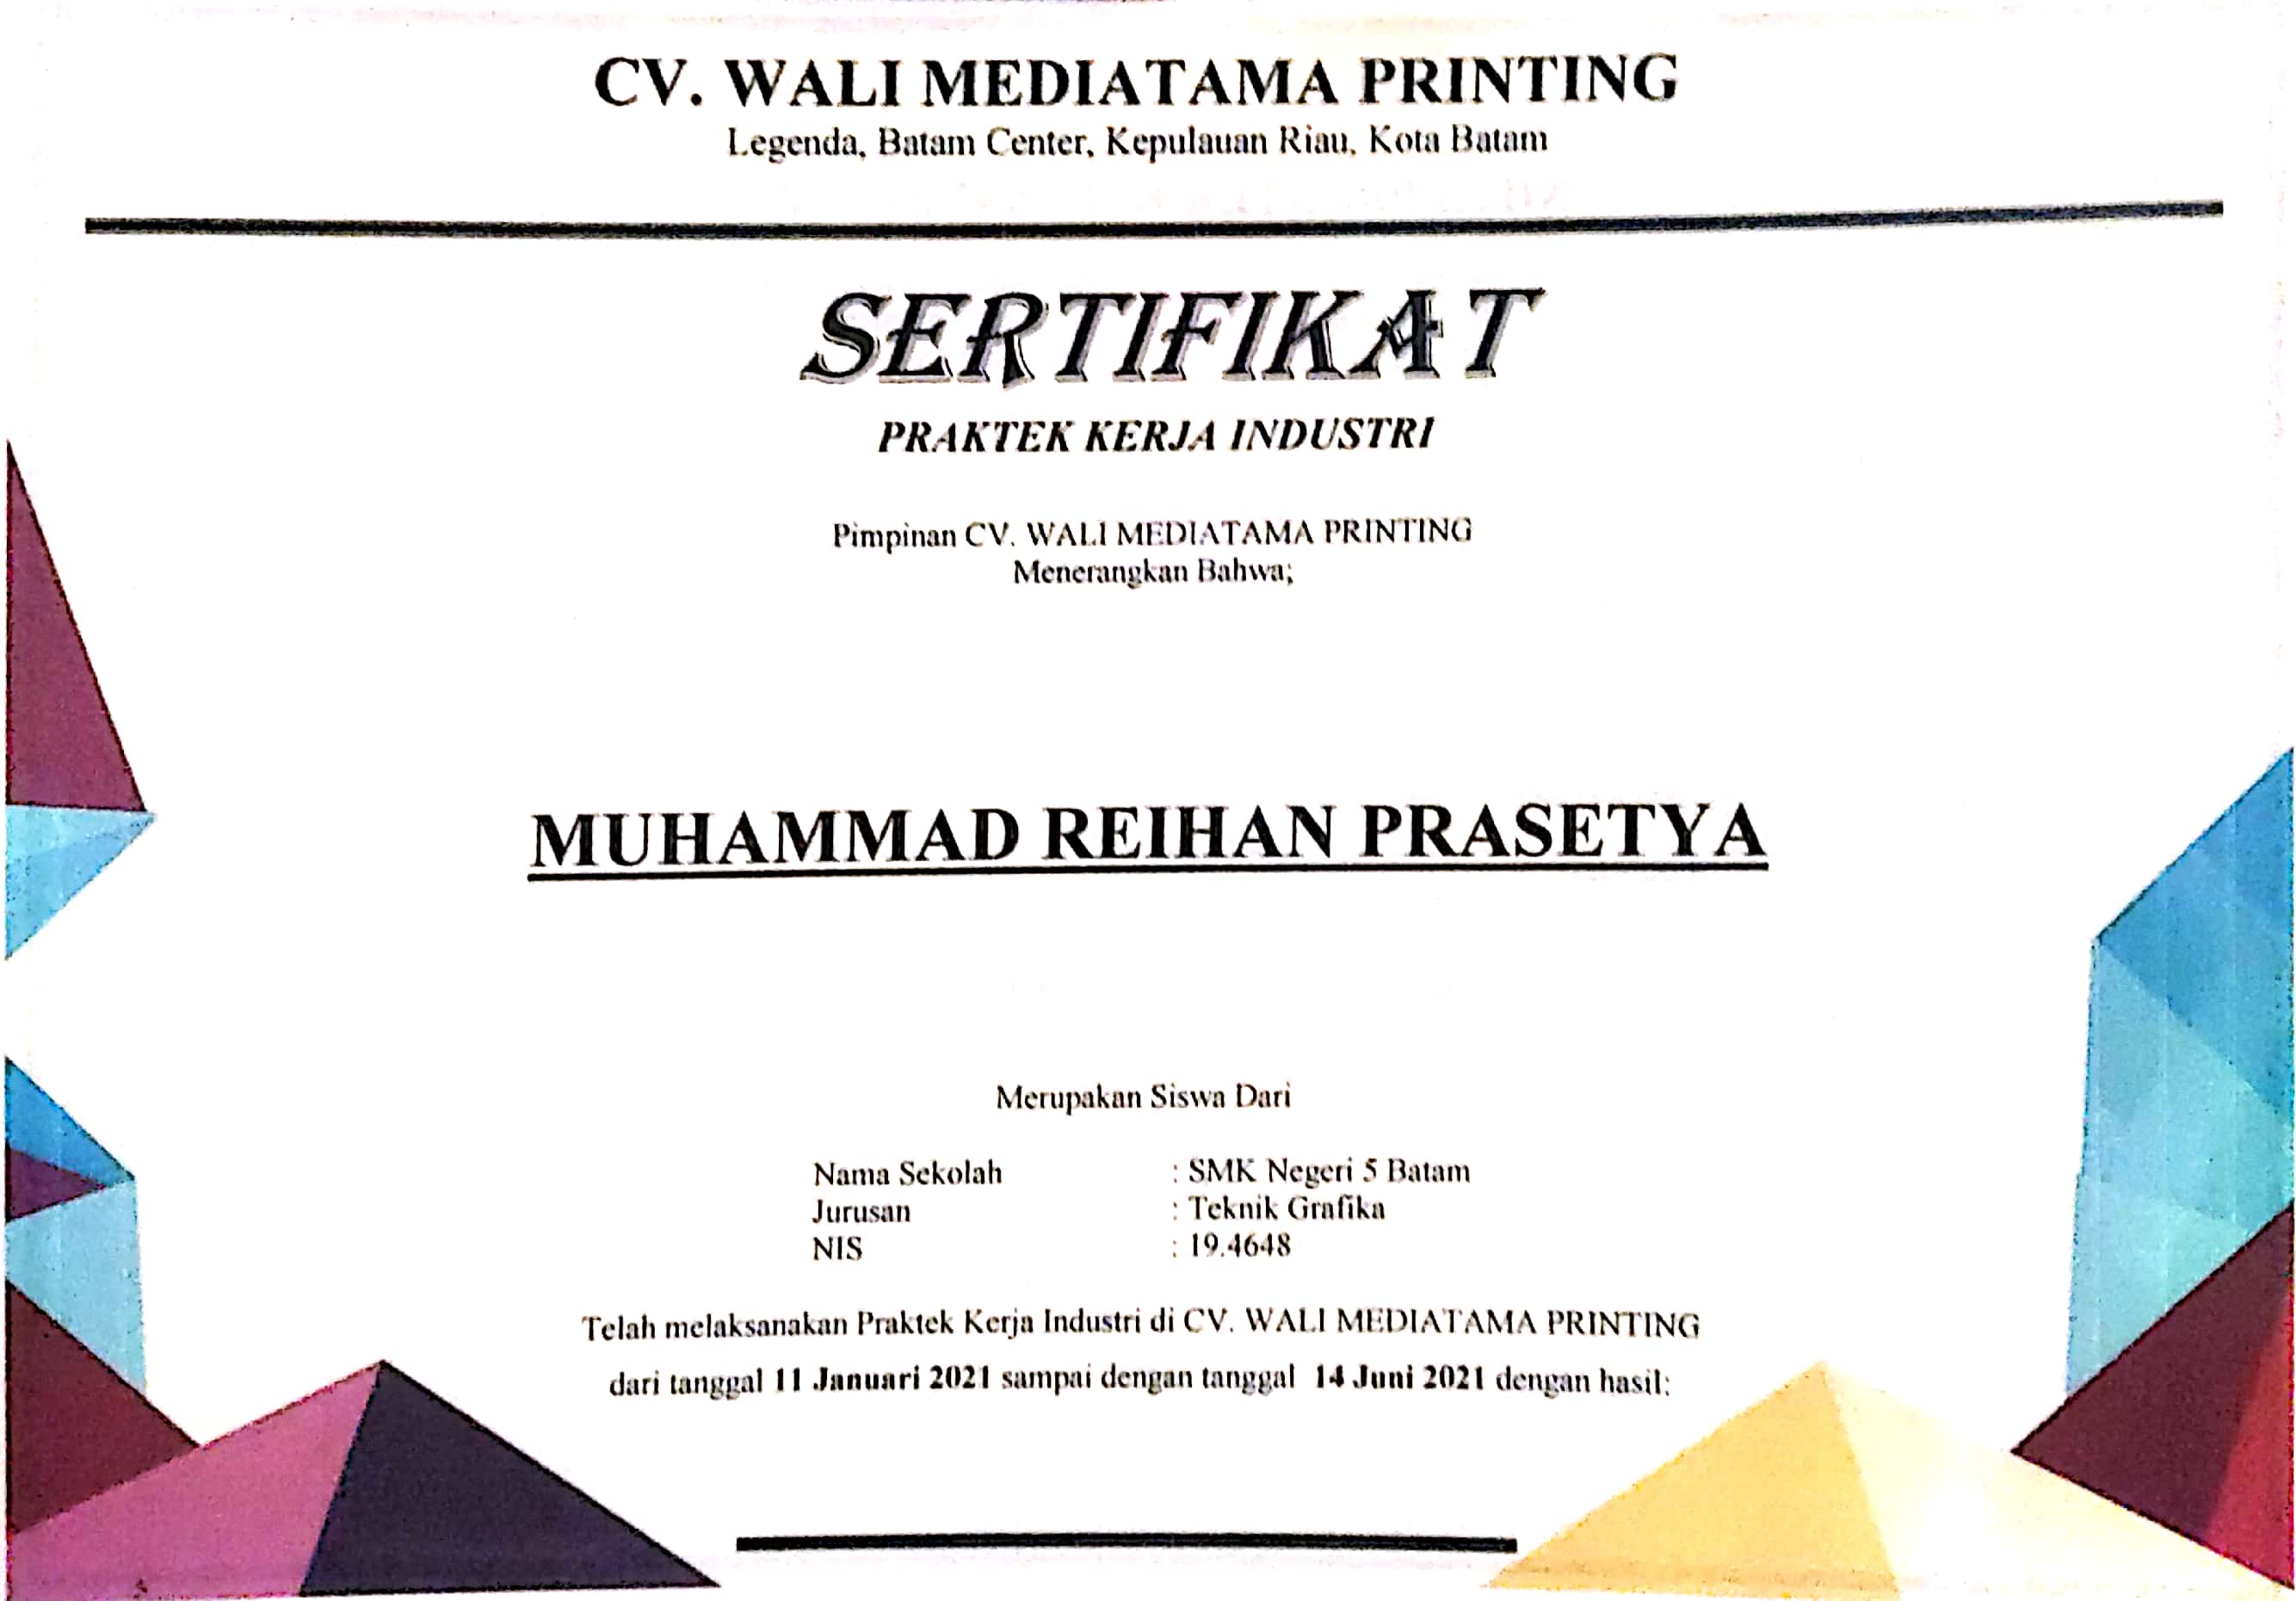 CV. WALI MEDIATAMA PRINTING
Legenda, Batam Center, Kepulauan Riau, Kota Batam
SERTIFIKAT
PRAKTEK KERJA INDUSTRI
Pimpinan CV. WALI MEDIATAMA PRINTING
Menerangkan Bahwa;
MUHAMMAD REIHAN PRASETYA
Merupakan Siswa Dari
Nama Sekolah : SMK Negeri 5 Batam
Jurusan : Teknik Grafika
NIS : 19.4648
Telah melaksanakan Praktek Kerja Industri di CV. WALI MEDIATAMA PRINTING
dari tanggal 11 Januari 2021 sampai dengan tanggal 14 Juni 2021 dengan hasil: